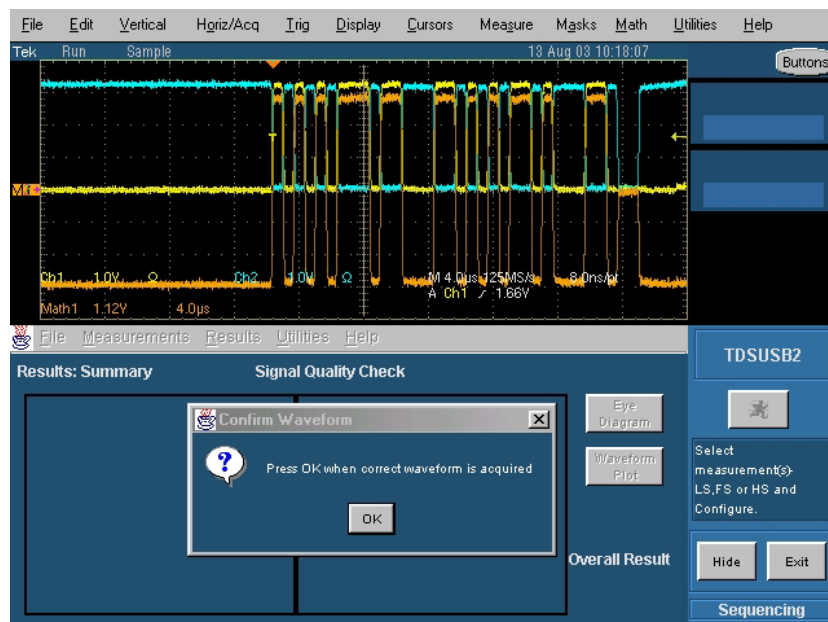 File Edit Vertical Horiz/Acq Trig Display Cursors Measure Masks Math Utilities Help
Tek Run Sample 13 Aug 03 10:18:07
Buttons
Ch1 1.0V Ω Ch2 1.0V Ω M 4.0µs 125MS/s 8.0ns/pt
A Ch1 1.66V
Math1 1.12V 4.0µs
File Measurements Results Utilities Help
Results: Summary Signal Quality Check
TDSUSB2
Confirm Waveform
Press OK when correct waveform is acquired
OK
Eye
Diagram
Waveform
Plot
Select
measurement(s)-
LS,FS or HS and
Configure.
Overall Result
Hide Exit
Sequencing